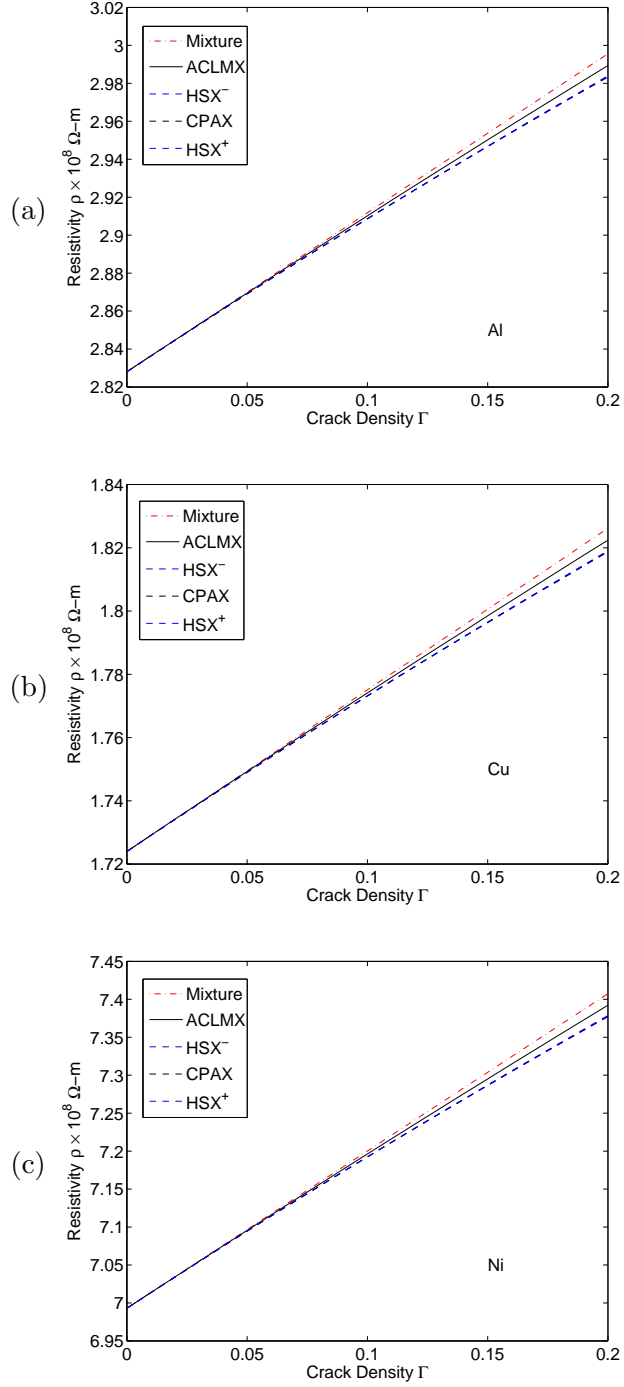 (a)
Resistivity ρ × 10⁸ Ω−m
3.02
3
2.98
2.96
2.94
2.92
2.9
2.88
2.86
2.84
2.82
Mixture
ACLMX
HSX⁻
CPAX
HSX⁺
Al
0 0.05 0.1 0.15 0.2
Crack Density Γ
(b)
Resistivity ρ × 10⁸ Ω−m
1.84
1.82
1.8
1.78
1.76
1.74
1.72
Mixture
ACLMX
HSX⁻
CPAX
HSX⁺
Cu
0 0.05 0.1 0.15 0.2
Crack Density Γ
(c)
Resistivity ρ × 10⁸ Ω−m
7.45
7.4
7.35
7.3
7.25
7.2
7.15
7.1
7.05
7
6.95
Mixture
ACLMX
HSX⁻
CPAX
HSX⁺
Ni
0 0.05 0.1 0.15 0.2
Crack Density Γ